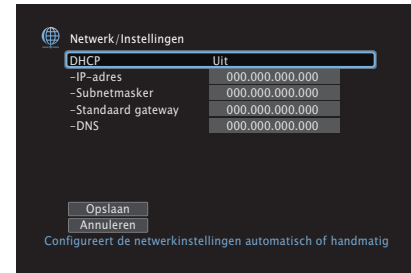 Netwerk/Instellingen
DHCP Uit
-IP-adres 000.000.000.000
-Subnetmasker 000.000.000.000
-Standaard gateway 000.000.000.000
-DNS 000.000.000.000
Opslaan
Annuleren
Configureert de netwerkinstellingen automatisch of handmatig